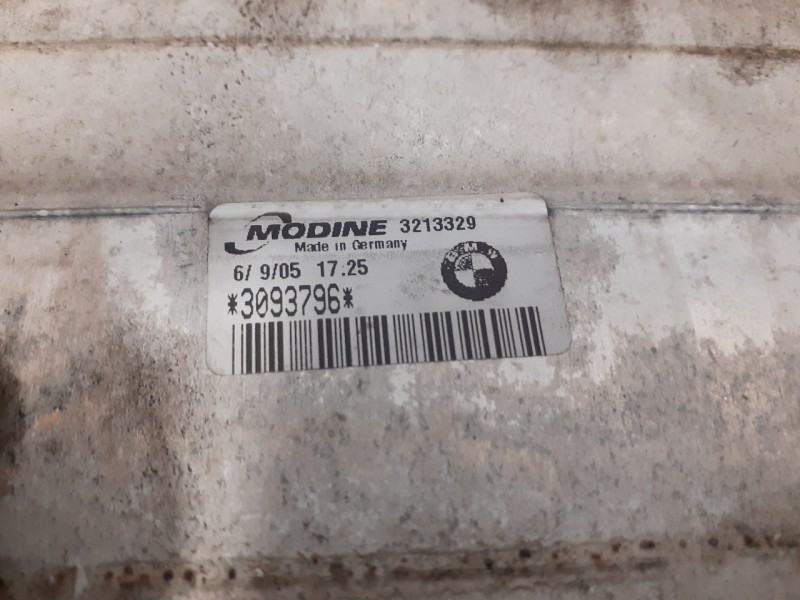 MODINE 3213329
Made in Germany
6/ 9/05 17:25
BMW
*3093796*